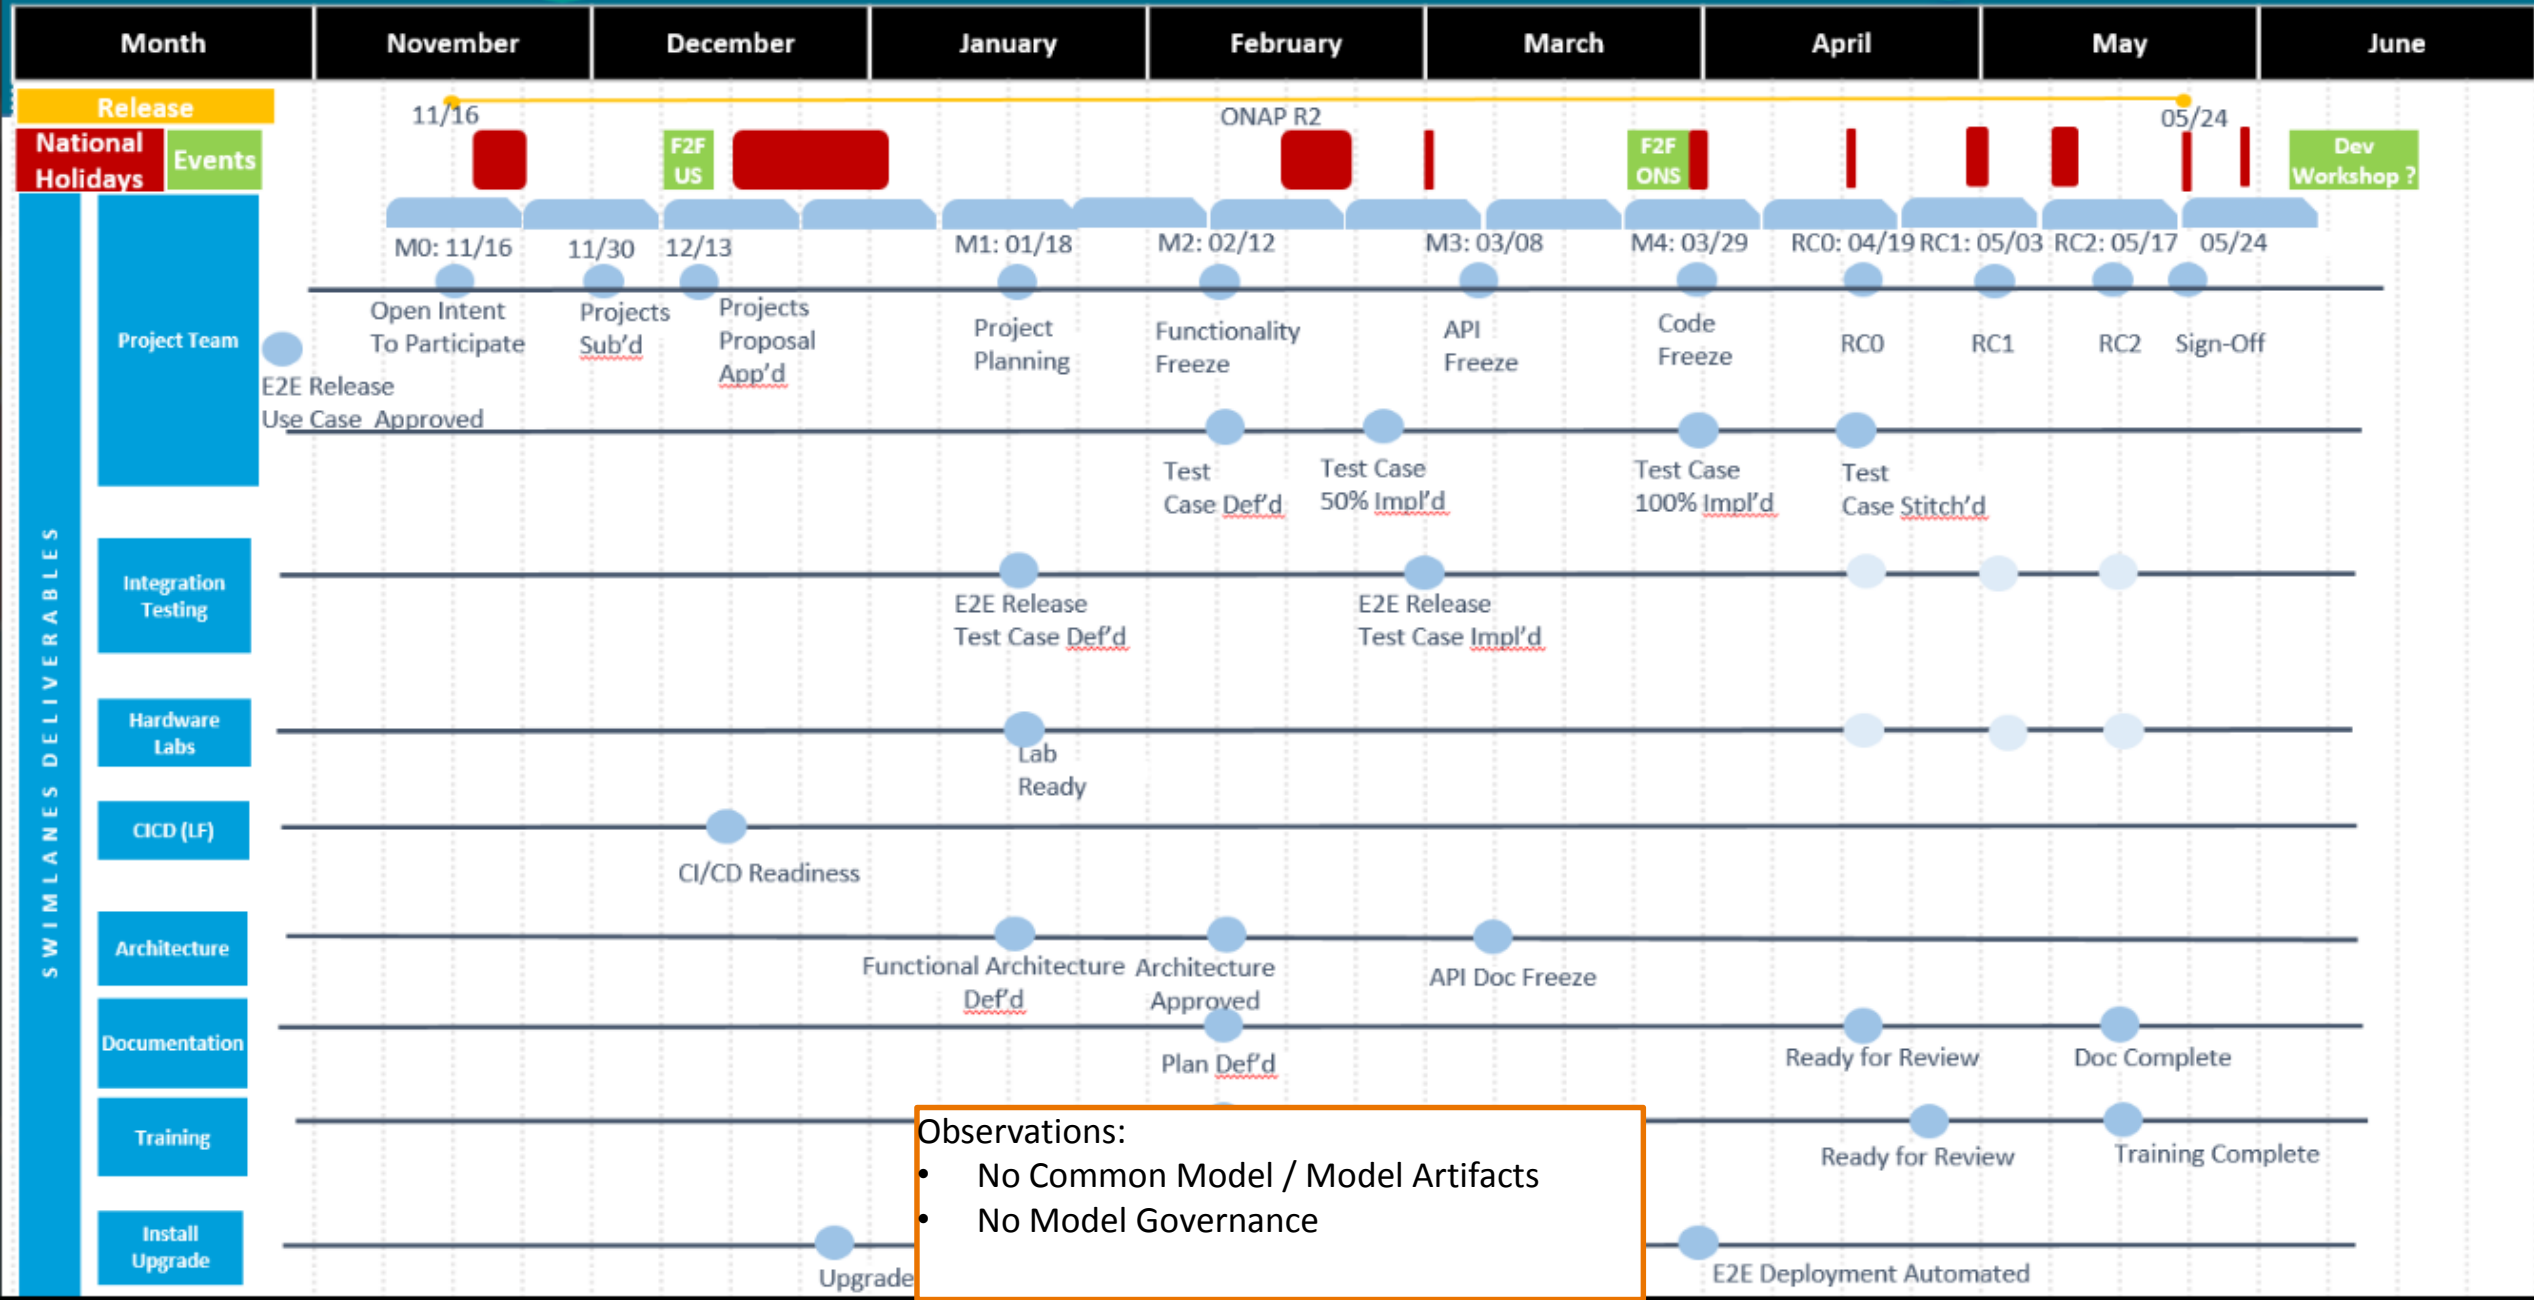 Month November December January February March April May June
Release
11/16
ONAP R2
05/24
National
Holidays
Events
F2F
US
F2F
ONS
Dev
Workshop ?
SWIMLANES DELIVERABLES
Project Team
M0: 11/16
11/30
12/13
M1: 01/18
M2: 02/12
M3: 03/08
M4: 03/29
RC0: 04/19
RC1: 05/03
RC2: 05/17
05/24
Open Intent
To Participate
Projects
Sub'd
Projects
Proposal
App'd
Project
Planning
Functionality
Freeze
API
Freeze
Code
Freeze
RC0
RC1
RC2
Sign-Off
E2E Release
Use Case Approved
Test
Case Def'd
Test Case
50% Impl'd
Test Case
100% Impl'd
Test
Case Stitch'd
Integration
Testing
E2E Release
Test Case Def'd
E2E Release
Test Case Impl'd
Hardware
Labs
Lab
Ready
CICD (LF)
CI/CD Readiness
Architecture
Functional Architecture
Def'd
Architecture
Approved
API Doc Freeze
Documentation
Plan Def'd
Ready for Review
Doc Complete
Training
Ready for Review
Training Complete
Install
Upgrade
Upgrade
E2E Deployment Automated
Observations:
• No Common Model / Model Artifacts
• No Model Governance